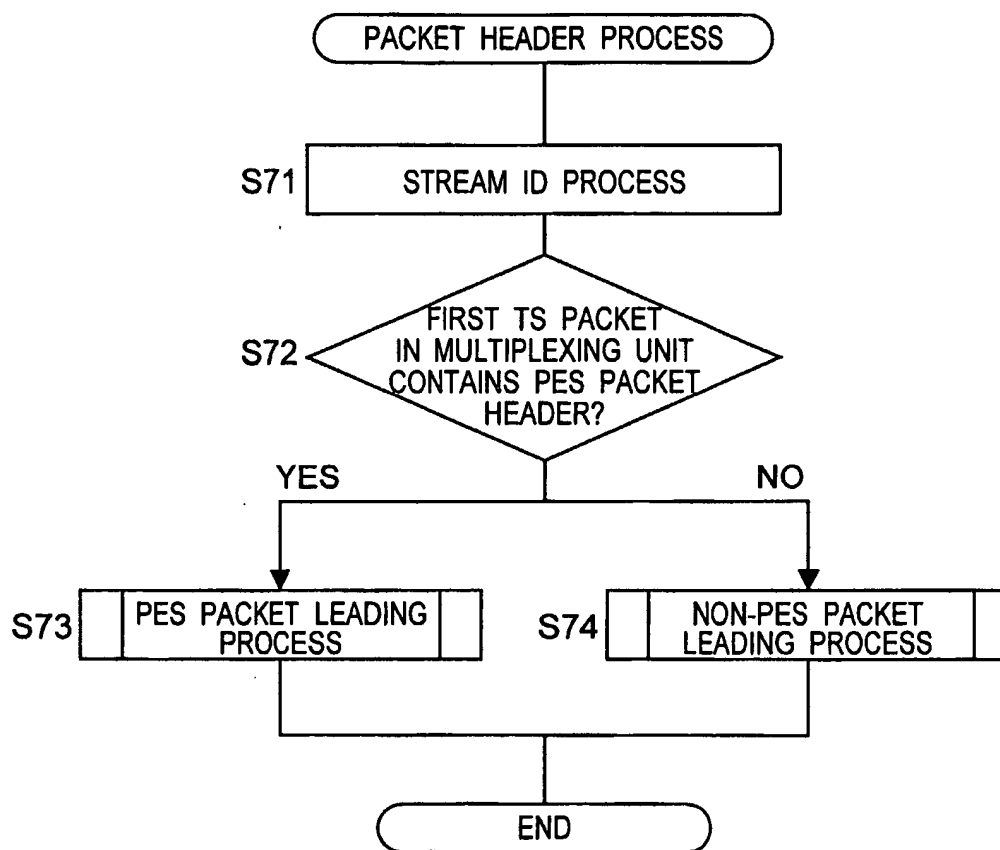 PACKET HEADER PROCESS
S71
STREAM ID PROCESS
S72
FIRST TS PACKET
IN MULTIPLEXING UNIT
CONTAINS PES PACKET
HEADER?
YES
NO
S73
PES PACKET LEADING
PROCESS
S74
NON-PES PACKET
LEADING PROCESS
END